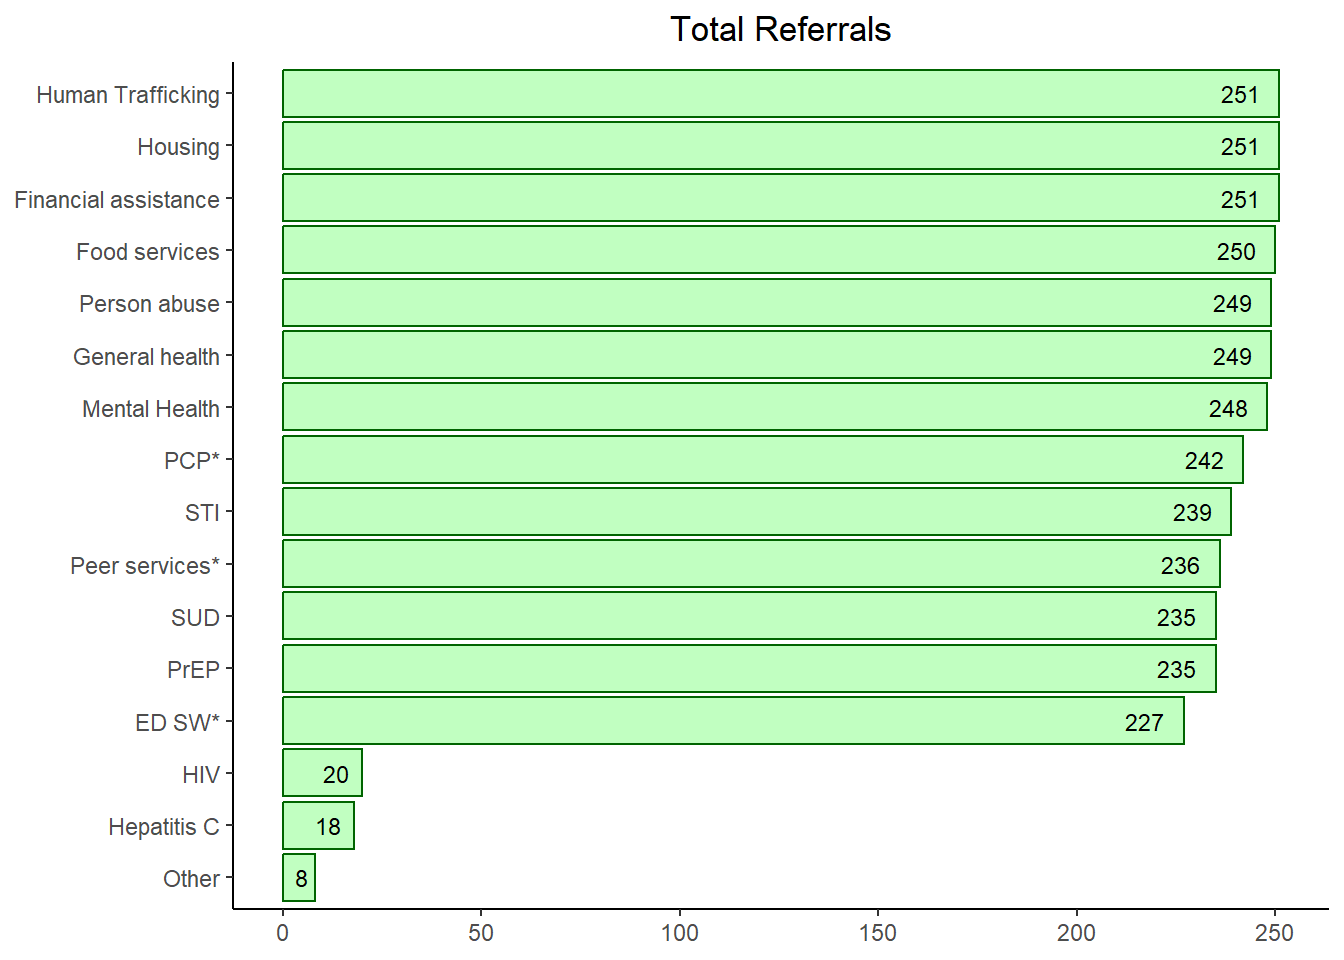 Total Referrals
Human Trafficking 251
Housing 251
Financial assistance 251
Food services 250
Person abuse 249
General health 249
Mental Health 248
PCP* 242
STI 239
Peer services* 236
SUD 235
PrEP 235
ED SW* 227
HIV 20
Hepatitis C 18
Other 8
0 50 100 150 200 250